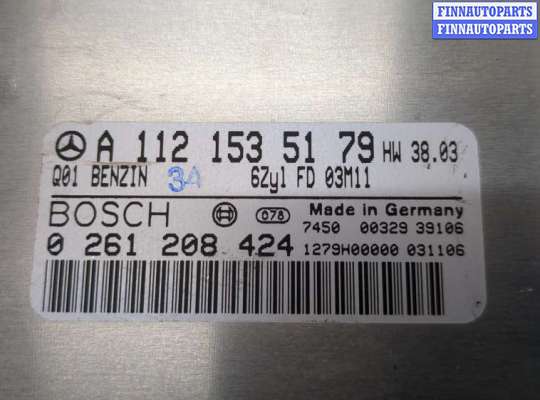 FINNAUTOPARTS
FINNAUTOPARTS
A 112 153 51 79 HW 38.03
Q01 BENZIN 3A 6Zyl FD 03M11
BOSCH 078 Made in Germany
7450 00329 39106
0 261 208 424 1279H00000 031106